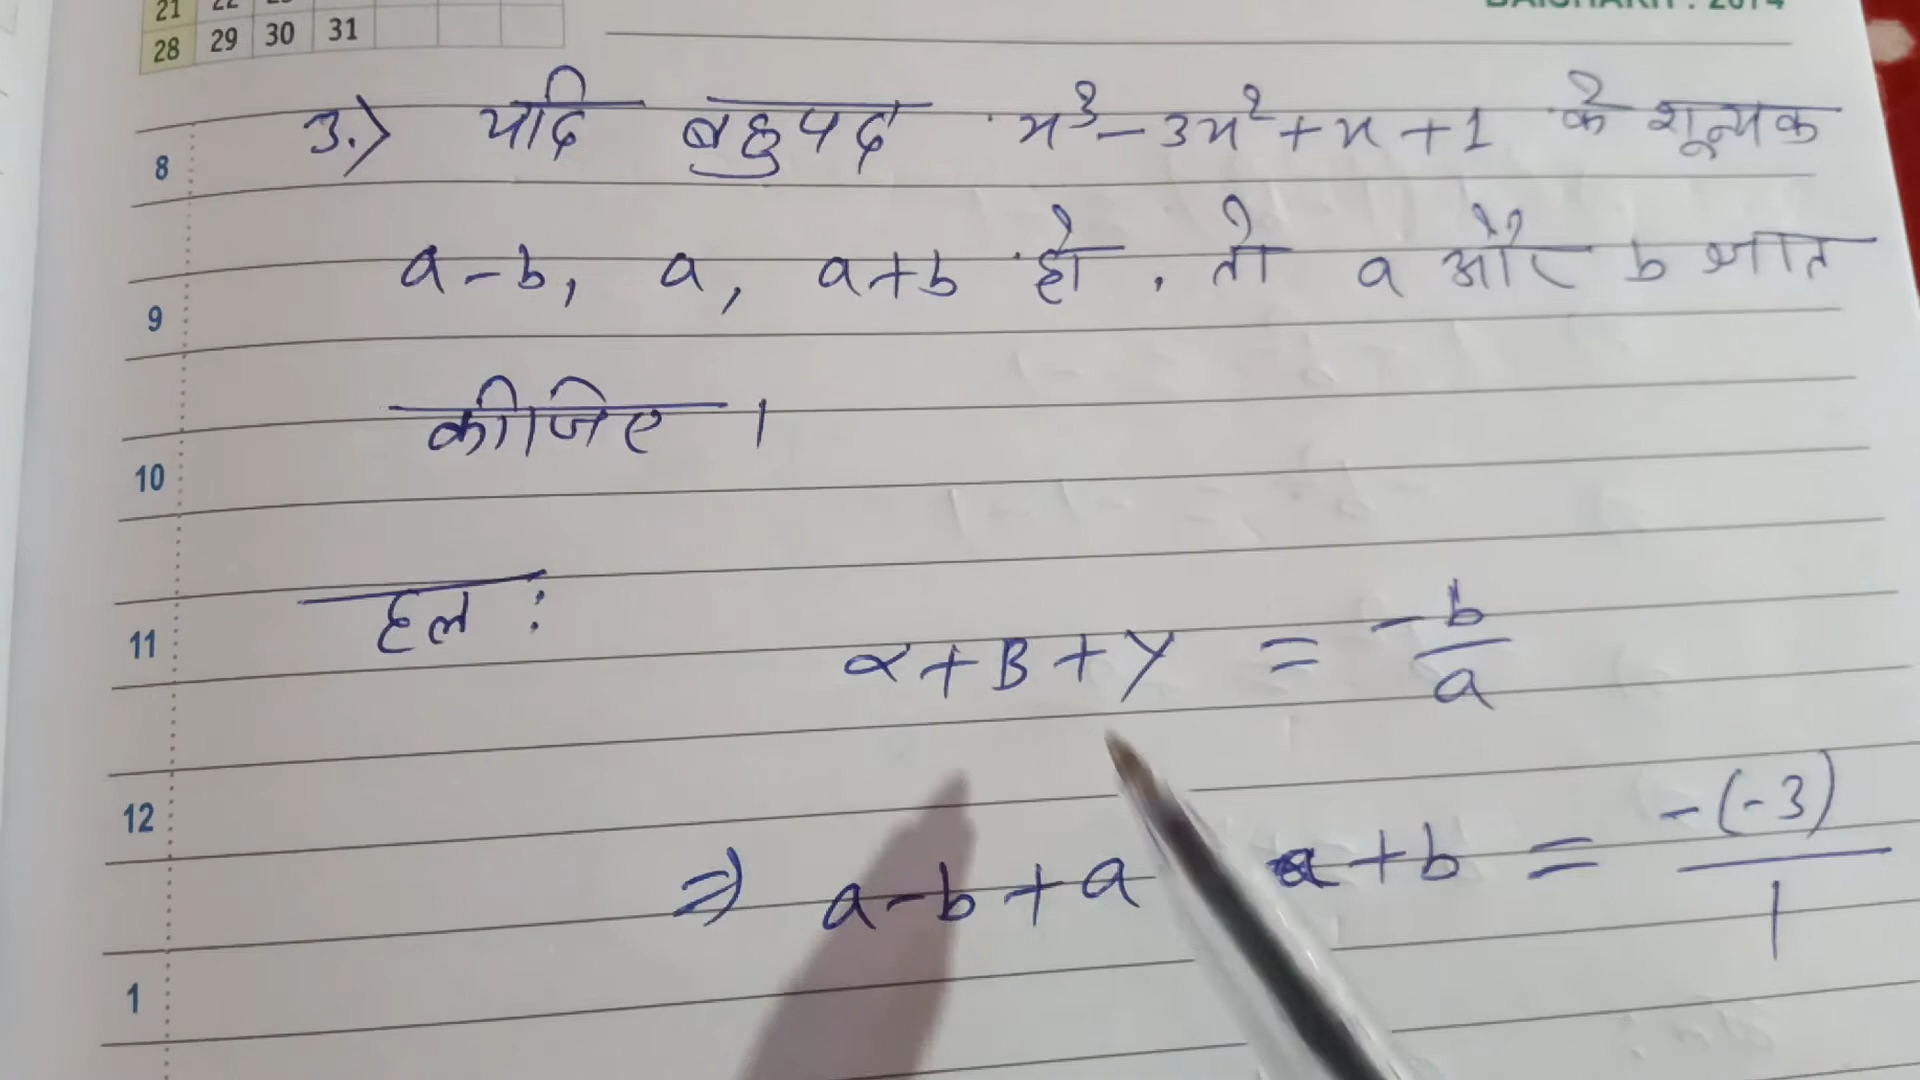 21 22
28 29 30 31
8 3.) यदि बहुपद x³-3x²+x+1 के शून्यक
9 a-b, a, a+b हो, तो a और b ज्ञात
10 कीजिए।
11 हल : α+B+γ = -b/a
12 ⇒ a-b+a a+b = -(-3)/1
1